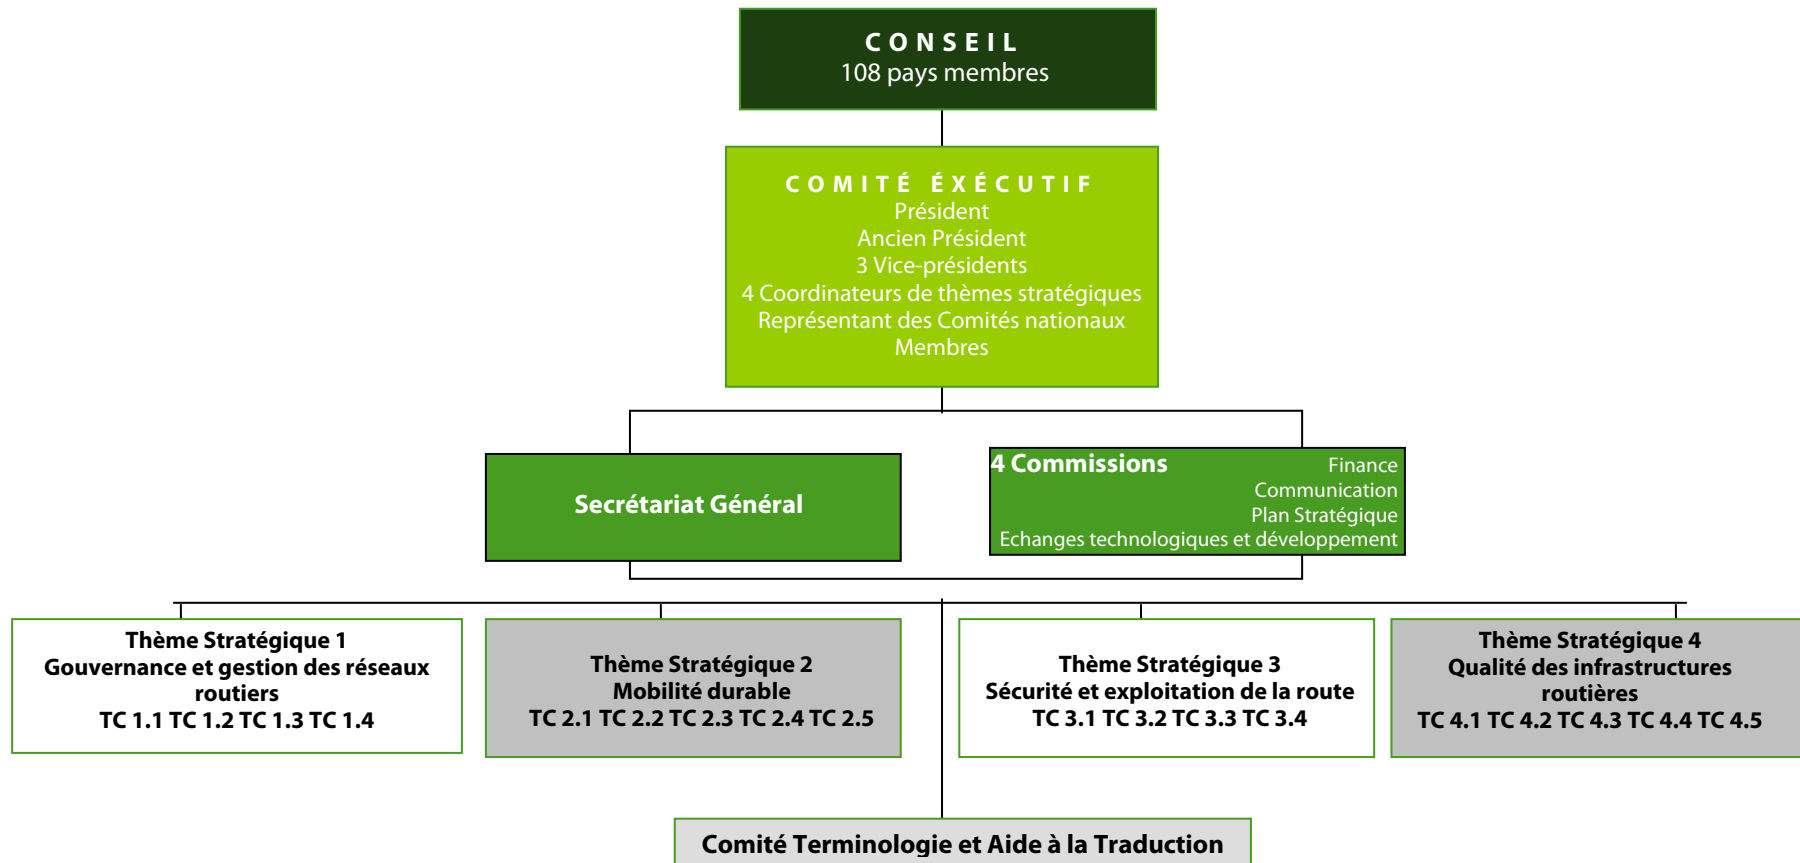 CONSEIL
108 pays membres
COMITÉ ÉXÉCUTIF
Président
Ancien Président
3 Vice-présidents
4 Coordinateurs de thèmes stratégiques
Représentant des Comités nationaux
Membres
Secrétariat Général
4 Commissions
Finance
Communication
Plan Stratégique
Echanges technologiques et développement
Thème Stratégique 1
Gouvernance et gestion des réseaux
routiers
TC 1.1 TC 1.2 TC 1.3 TC 1.4
Thème Stratégique 2
Mobilité durable
TC 2.1 TC 2.2 TC 2.3 TC 2.4 TC 2.5
Thème Stratégique 3
Sécurité et exploitation de la route
TC 3.1 TC 3.2 TC 3.3 TC 3.4
Thème Stratégique 4
Qualité des infrastructures
routières
TC 4.1 TC 4.2 TC 4.3 TC 4.4 TC 4.5
Comité Terminologie et Aide à la Traduction